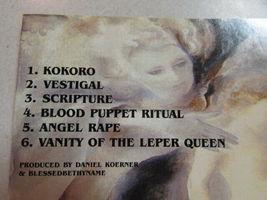 1. KOKORO
2. VESTIGAL
3. SCRIPTURE
4. BLOOD PUPPET RITUAL
5. ANGEL RAPE
6. VANITY OF THE LEPER QUEEN
PRODUCED BY DANIEL KOERNER
& BLESSEDBETHYNAME